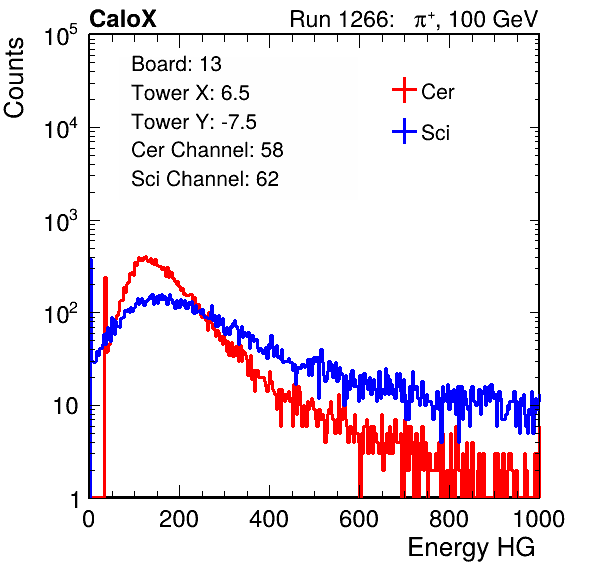 CaloX Run 1266: π⁺, 100 GeV
Counts
Board: 13
Tower X: 6.5
Tower Y: -7.5
Cer Channel: 58
Sci Channel: 62
Cer
Sci
10⁵
10⁴
10³
10²
10
1
0 200 400 600 800 1000
Energy HG